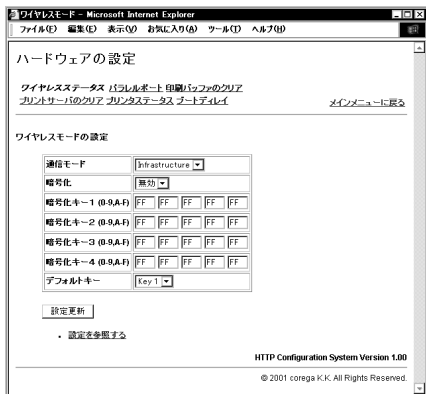 ワイヤレスモード - Microsoft Internet Explorer
ファイル(F) 編集(E) 表示(V) お気に入り(A) ツール(T) ヘルプ(H)
ハードウェアの設定
ワイヤレスステータス パラレルポート 印刷バッファのクリア
プリントサーバのクリア プリンタステータス ブートディレイ
メインメニューに戻る
ワイヤレスモードの設定
通信モード Infrastructure
暗号化 無効
暗号化キー1 (0-9,A-F) FF FF FF FF FF
暗号化キー2 (0-9,A-F) FF FF FF FF FF
暗号化キー3 (0-9,A-F) FF FF FF FF FF
暗号化キー4 (0-9,A-F) FF FF FF FF FF
デフォルトキー Key 1
設定更新
・ 設定を参照する
HTTP Configuration System Version 1.00
© 2001 corega K.K. All Rights Reserved.